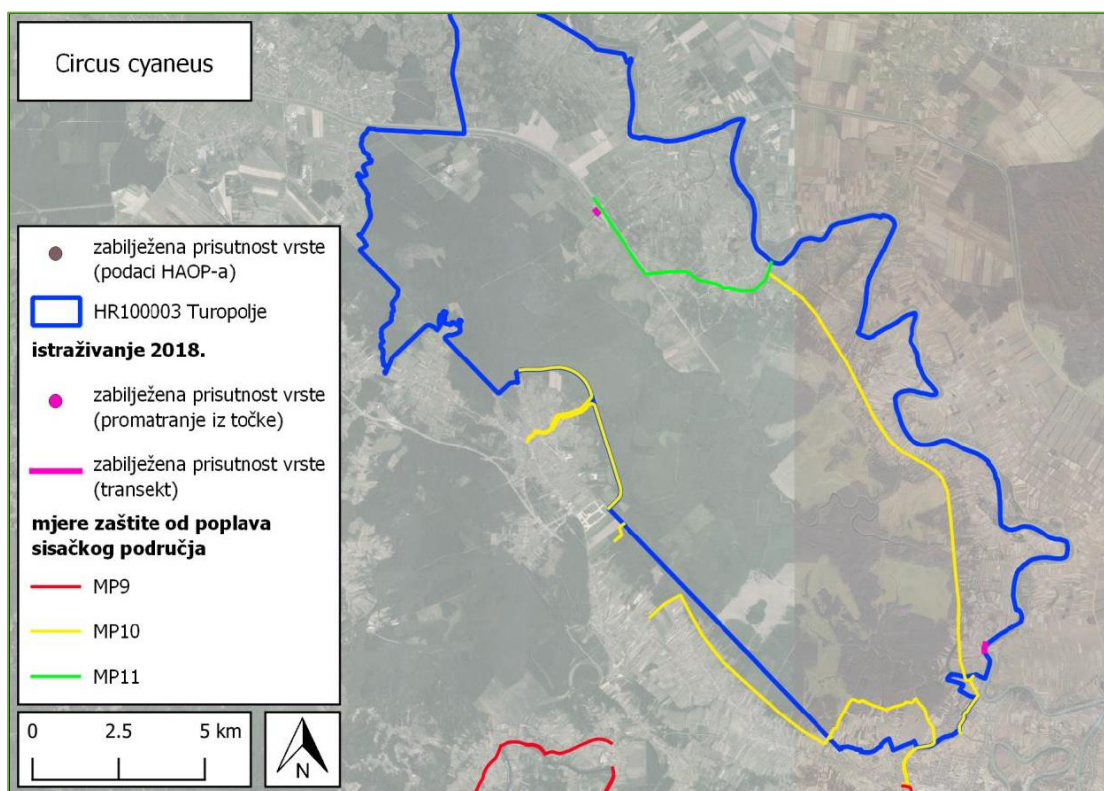 Circus cyaneus
zabilježena prisutnost vrste
(podaci HAOP-a)
HR100003 Turopolje
istraživanje 2018.
zabilježena prisutnost vrste
(promatranje iz točke)
zabilježena prisutnost vrste
(transekt)
mjere zaštite od poplava
sisačkog područja
MP9
MP10
MP11
0 2.5 5 km
N